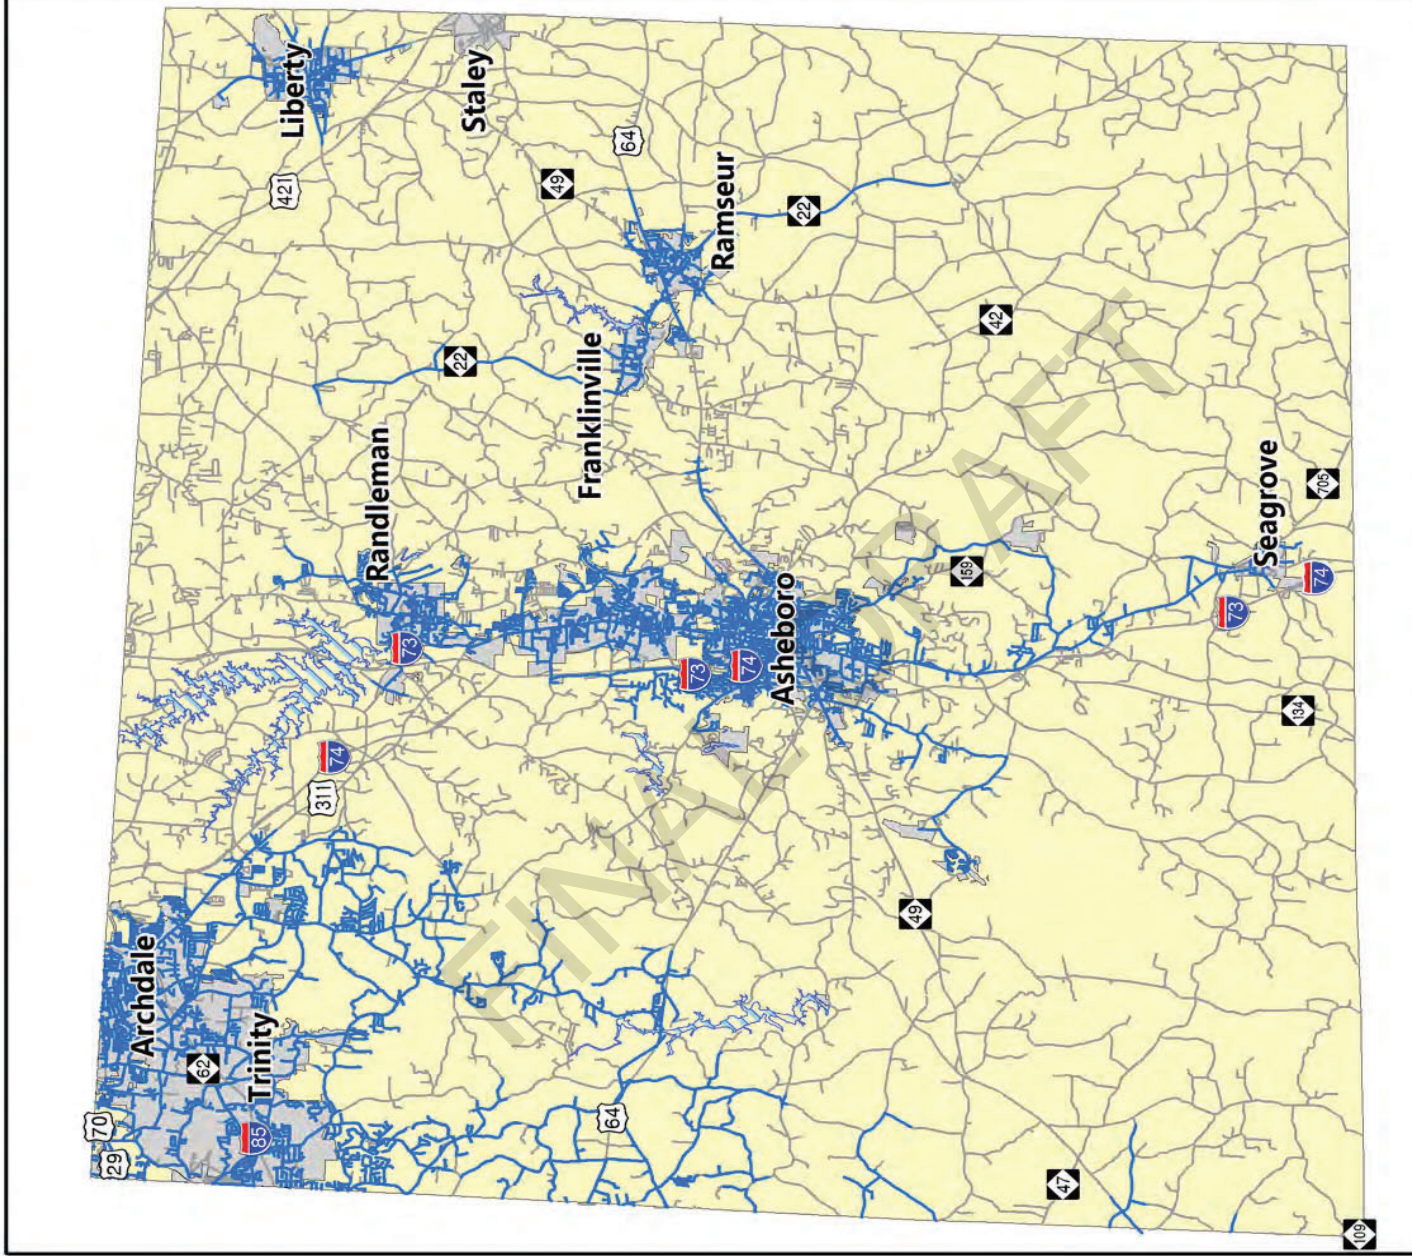 29
70
Archdale
62
85
Trinity
421
Liberty
311
74
Randleman
73
22
Staley
49
Franklinville
64
64
73
Ramseur
74
Asheboro
22
49
159
42
47
73
Seagrove
134
74
705
109
FINAL DRAFT